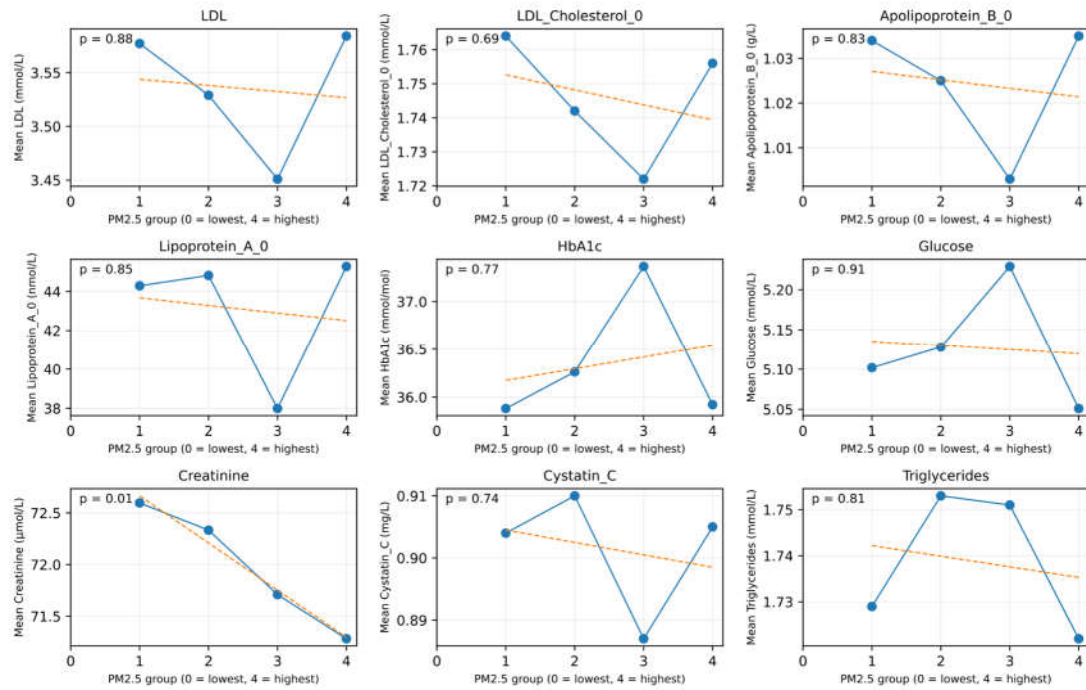 LDL
p = 0.88
Mean LDL (mmol/L)
3.55
3.50
3.45
0 1 2 3 4
PM2.5 group (0 = lowest, 4 = highest)
LDL_Cholesterol_0
p = 0.69
Mean LDL_Cholesterol_0 (mmol/L)
1.76
1.74
1.72
0 1 2 3 4
PM2.5 group (0 = lowest, 4 = highest)
Apolipoprotein_B_0
p = 0.83
Mean Apolipoprotein_B_0 (g/L)
1.03
1.02
1.01
0 1 2 3 4
PM2.5 group (0 = lowest, 4 = highest)
Lipoprotein_A_0
p = 0.85
Mean Lipoprotein_A_0 (nmol/L)
44
42
40
38
0 1 2 3 4
PM2.5 group (0 = lowest, 4 = highest)
HbA1c
p = 0.77
Mean HbA1c (mmol/mol)
37.0
36.5
36.0
0 1 2 3 4
PM2.5 group (0 = lowest, 4 = highest)
Glucose
p = 0.91
Mean Glucose (mmol/L)
5.20
5.15
5.10
5.05
0 1 2 3 4
PM2.5 group (0 = lowest, 4 = highest)
Creatinine
p = 0.01
Mean Creatinine (µmol/L)
72.5
72.0
71.5
0 1 2 3 4
PM2.5 group (0 = lowest, 4 = highest)
Cystatin_C
p = 0.74
Mean Cystatin_C (mg/L)
0.91
0.90
0.89
0 1 2 3 4
PM2.5 group (0 = lowest, 4 = highest)
Triglycerides
p = 0.81
Mean Triglycerides (mmol/L)
1.75
1.74
1.73
0 1 2 3 4
PM2.5 group (0 = lowest, 4 = highest)